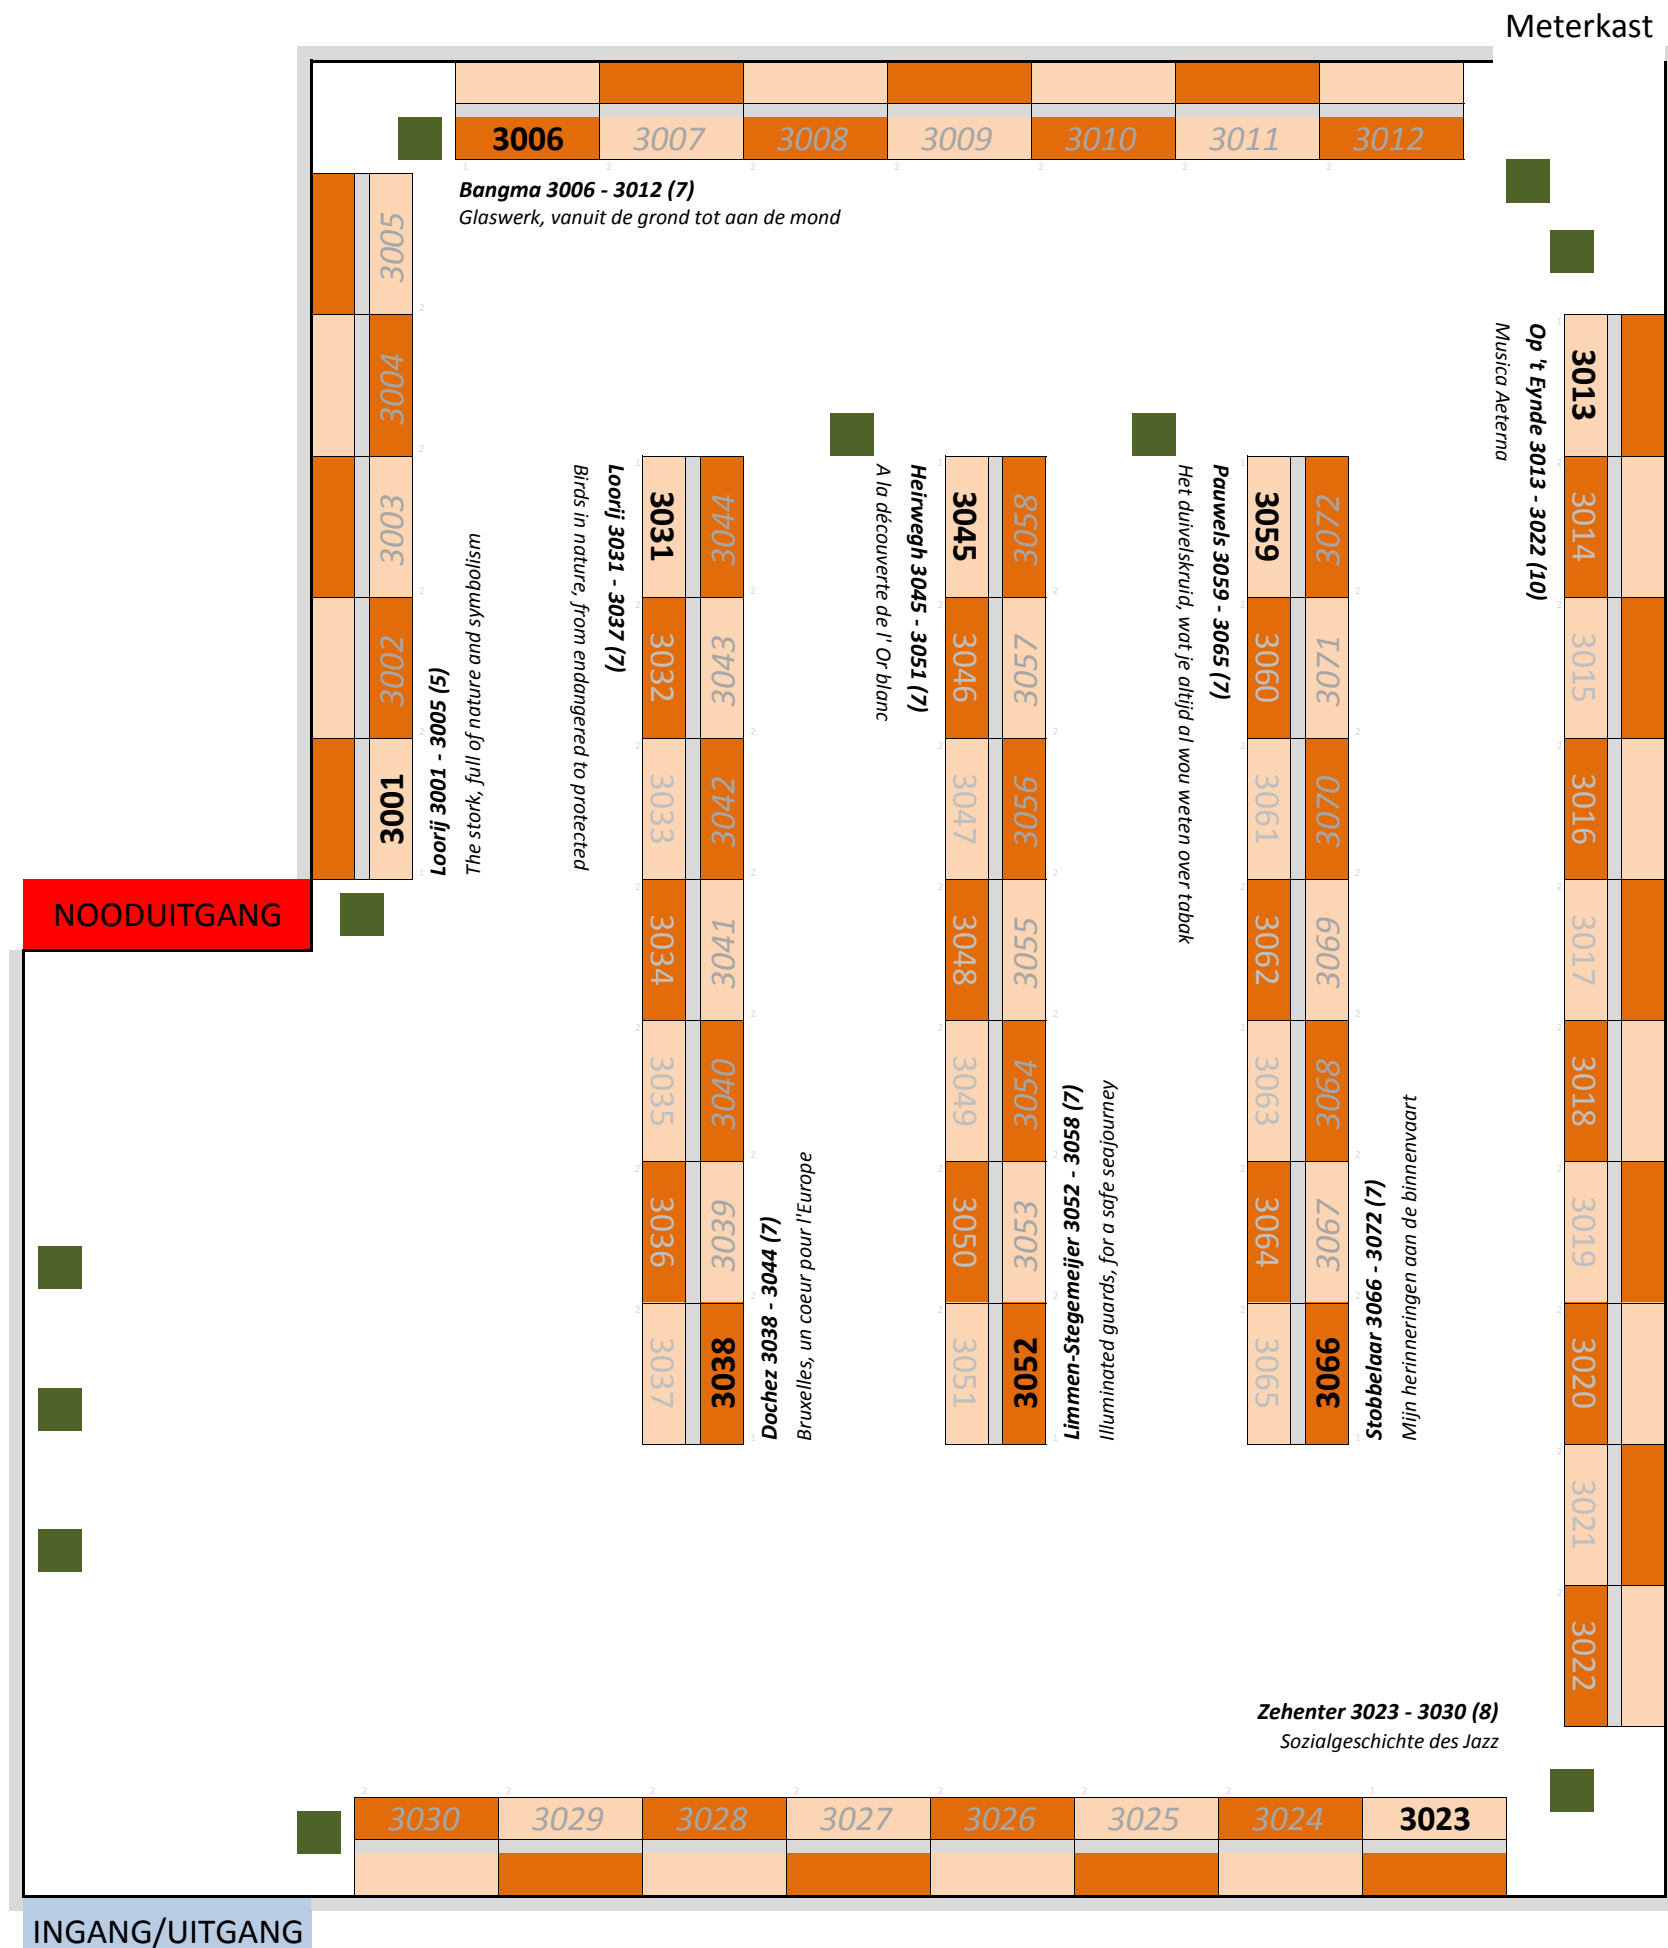 Meterkast
3006 3007 3008 3009 3010 3011 3012
Bangma 3006 - 3012 (7)
Glaswerk, vanuit de grond tot aan de mond
3005
3004
3003
3002
3001
Loorij 3001 - 3005 (5)
The stork, full of nature and symqolism
NOODUITGANG
Birds in nature, from endangered to protected
Loorij 3031 - 3037 (7)
3031
3032
3033
3034
3035
3036
3037
3044
3043
3042
3041
3040
3039
3038
Dochez 3038 - 3044 (7)
Bruxelles, un coeur pour l'Europe
A la découverte de l' Or blanc
Heirwegh 3045 - 3051 (7)
3045
3046
3047
3048
3049
3050
3051
3058
3057
3056
3055
3054
3053
3052
Limmen-Stegemeijer 3052 - 3058 (7)
Illuminated guards, for a safe seajourney
Het duivelskruid, wat je altijd al wou weten over tabak
Pauwels 3059 - 3065 (7)
3059
3060
3061
3062
3063
3064
3065
3072
3071
3070
3069
3068
3067
3066
Stobbelaar 3066 - 3072 (7)
Mijn herinneringen aan de binnenvaart
Musica Aeterna
Op 't Eynde 3013 - 3022 (10)
3013
3014
3015
3016
3017
3018
3019
3020
3021
3022
Zehenter 3023 - 3030 (8)
Sozialgeschichte des Jazz
3030 3029 3028 3027 3026 3025 3024 3023
INGANG/UITGANG